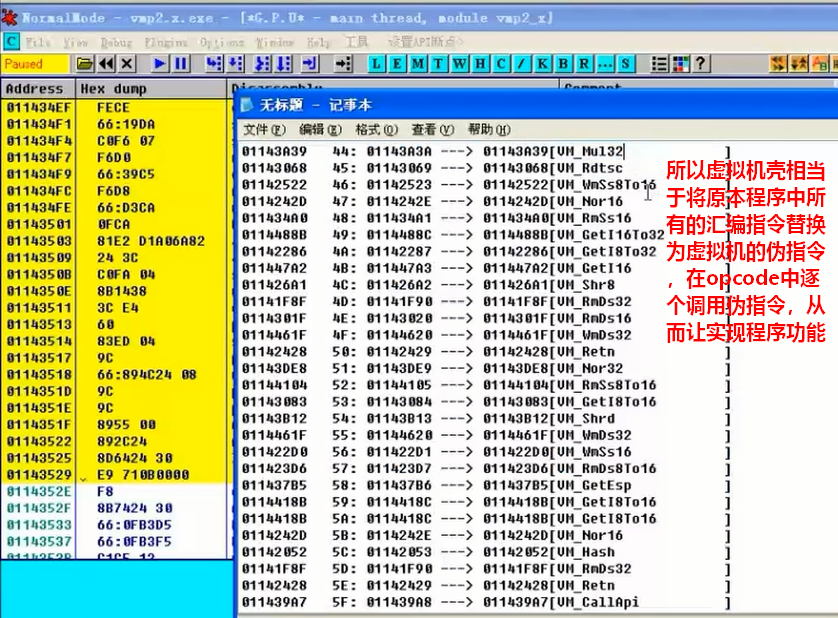 NormalMode - vmp2.x.exe - [*G.P.U* - main thread, module vmp2_x]
C File View Debug Plugins Options Window Help 工具 设置API断点->
Paused L E M T W H C / K B R ... S ?
Address Hex dump Disassembly Comment
011434EF FECE
011434F1 66:19DA
011434F4 C0F6 07
011434F7 F6D0
011434F9 66:39C5
011434FC F6D8
011434FE 66:D3CA
01143501 0FCA
01143503 81E2 D1A06A82
01143509 24 3C
0114350B C0FA 04
0114350E 8B1438
01143511 3C E4
01143513 60
01143514 83ED 04
01143517 9C
01143518 66:894C24 08
0114351D 9C
0114351E 9C
0114351F 8955 00
01143522 892C24
01143525 8D6424 30
01143529 E9 710B0000
0114352E F8
0114352F 8B7424 30
01143533 66:0FB3D5
01143537 66:0FB3F5
无标题 - 记事本
文件(F) 编辑(E) 格式(O) 查看(V) 帮助(H)
01143A39 44: 01143A3A ---> 01143A39[VM_Mul32 ]
01143068 45: 01143069 ---> 01143068[VM_Rdtsc ]
01142522 46: 01142523 ---> 01142522[VM_WmSs8To16 ]
0114242D 47: 0114242E ---> 0114242D[VM_Nor16 ]
011434A0 48: 011434A1 ---> 011434A0[VM_RmSs16 ]
0114488B 49: 0114488C ---> 0114488B[VM_GetI16To32 ]
01142286 4A: 01142287 ---> 01142286[VM_GetI8To32 ]
011447A2 4B: 011447A3 ---> 011447A2[VM_GetI16 ]
011426A1 4C: 011426A2 ---> 011426A1[VM_Shr8 ]
01141F8F 4D: 01141F90 ---> 01141F8F[VM_RmDs32 ]
0114301F 4E: 01143020 ---> 0114301F[VM_RmDs16 ]
0114461F 4F: 01144620 ---> 0114461F[VM_WmDs32 ]
01142428 50: 01142429 ---> 01142428[VM_Retn ]
01143DE8 51: 01143DE9 ---> 01143DE8[VM_Nor32 ]
01144104 52: 01144105 ---> 01144104[VM_RmSs8To16 ]
01143083 53: 01143084 ---> 01143083[VM_GetI8To16 ]
01143B12 54: 01143B13 ---> 01143B12[VM_Shrd ]
0114461F 55: 01144620 ---> 0114461F[VM_WmDs32 ]
011422D0 56: 011422D1 ---> 011422D0[VM_WmSs16 ]
011423D6 57: 011423D7 ---> 011423D6[VM_RmDs8To16 ]
011437B5 58: 011437B6 ---> 011437B5[VM_GetEsp ]
0114418B 59: 0114418C ---> 0114418B[VM_GetI8To16 ]
0114418B 5A: 0114418C ---> 0114418B[VM_GetI8To16 ]
0114242D 5B: 0114242E ---> 0114242D[VM_Nor16 ]
01142052 5C: 01142053 ---> 01142052[VM_Hash ]
01141F8F 5D: 01141F90 ---> 01141F8F[VM_RmDs32 ]
01142428 5E: 01142429 ---> 01142428[VM_Retn ]
011439A7 5F: 011439A8 ---> 011439A7[VM_CallApi ]
所以虚拟机壳相当
于将原本程序中所
有的汇编指令替换
为虚拟机的伪指令
,在opcode中逐
个调用伪指令，从
而让实现程序功能